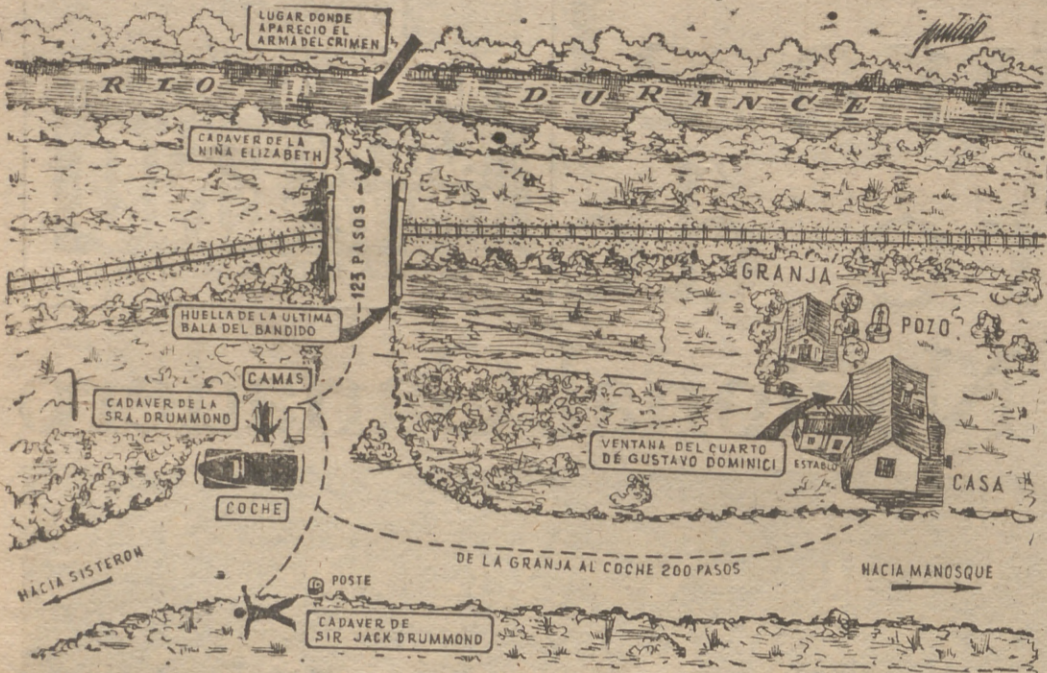 LUGAR DONDE
APARECIO EL
ARMA DEL CRIMEN
pulido
RIO DURANCE
CADAVER DE LA
NIÑA ELIZABETH
123 PASOS
GRANJA
POZO
HUELLA DE LA ULTIMA
BALA DEL BANDIDO
CAMAS
CADAVER DE LA
SRA. DRUMMOND
VENTANA DEL CUARTO
DE GUSTAVO DOMINICI
ESTABLO
CASA
COCHE
DE LA GRANJA AL COCHE 200 PASOS
HACIA SISTERON
HACIA MANOSQUE
POSTE
CADAVER DE
SIR JACK DRUMMOND